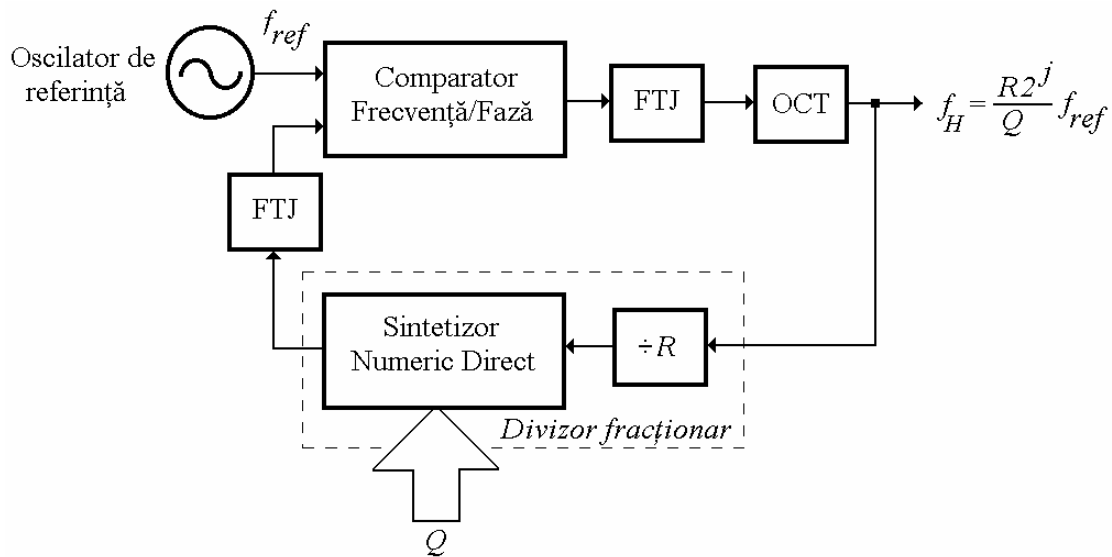 Oscilator de
referință
f_ref
Comparator
Frecvență/Fază
FTJ
OCT
f_H = R2^j/Q f_ref
FTJ
Sintetizor
Numeric Direct
÷R
Divizor fracționar
Q